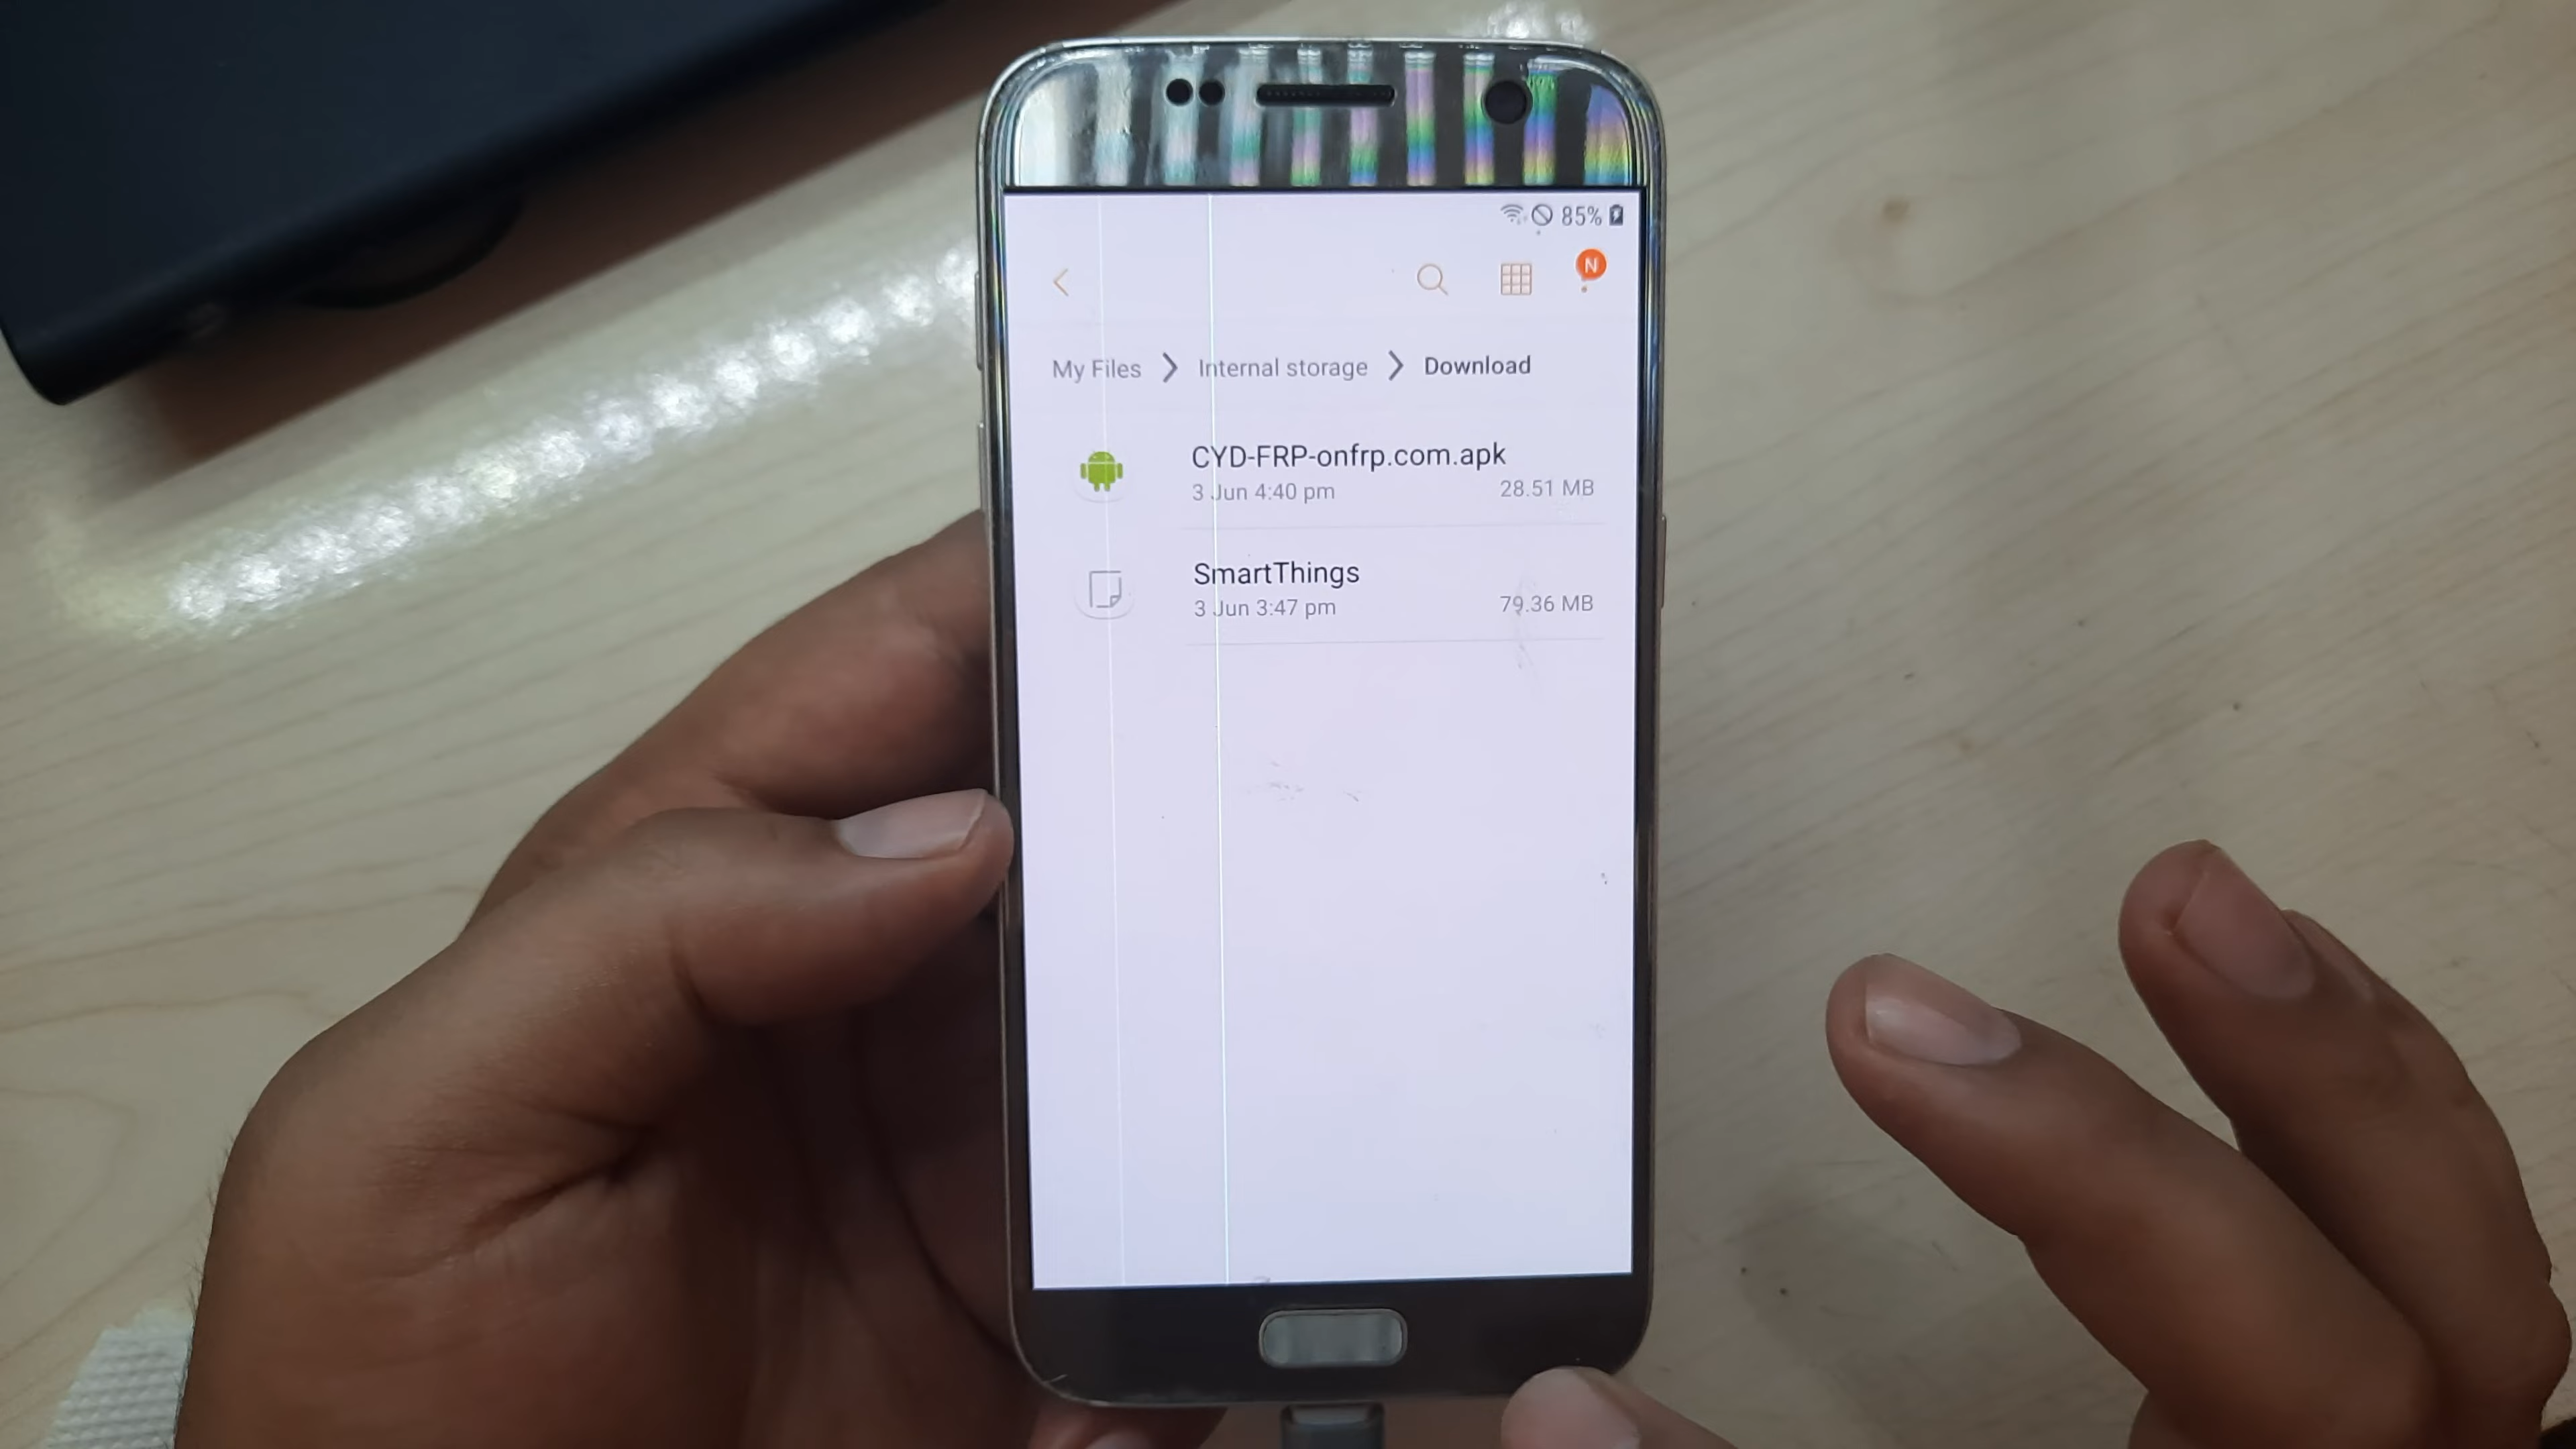 85%
N
My Files > Internal storage > Download
CYD-FRP-onfrp.com.apk
3 Jun 4:40 pm 28.51 MB
SmartThings
3 Jun 3:47 pm 79.36 MB